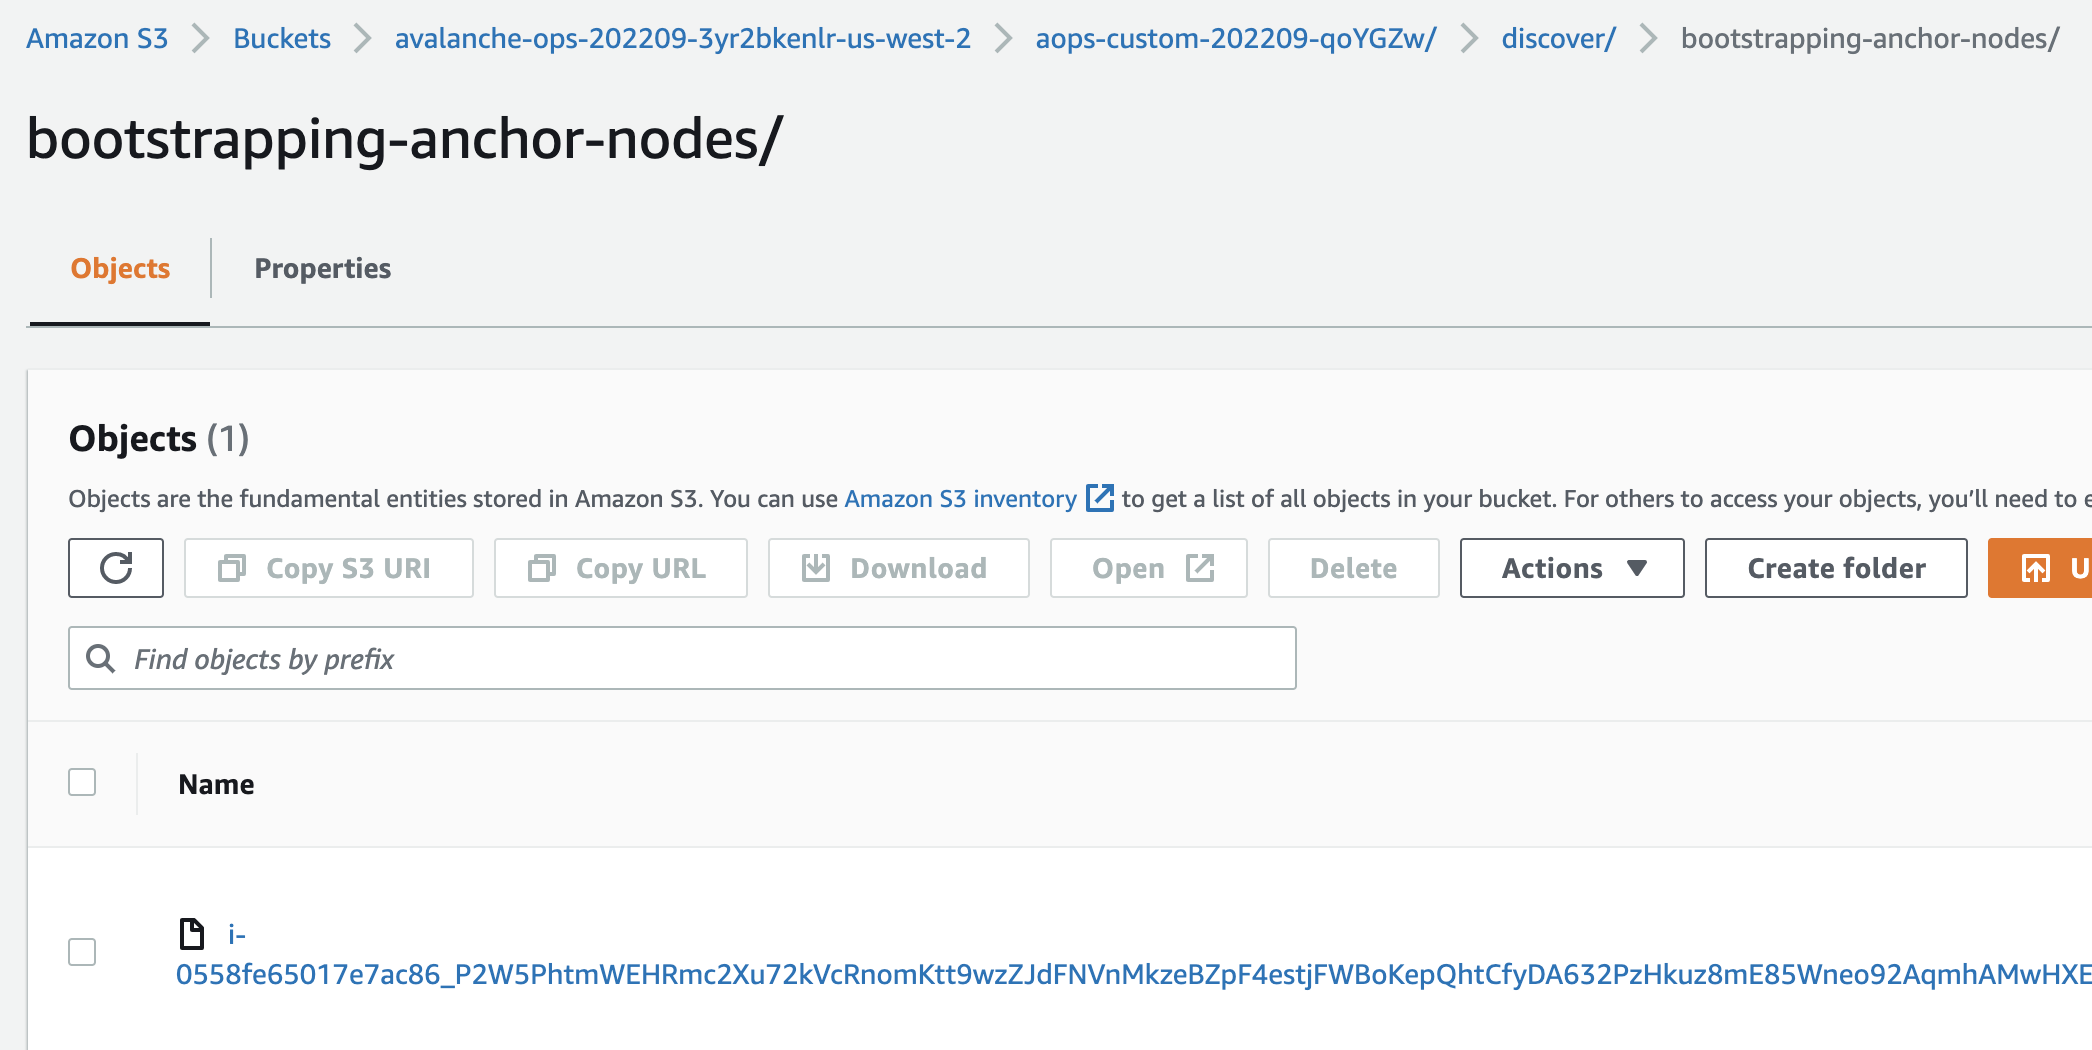 Amazon S3 > Buckets > avalanche-ops-202209-3yr2bkenlr-us-west-2 > aops-custom-202209-qoYGZw/ > discover/ > bootstrapping-anchor-nodes/
bootstrapping-anchor-nodes/
Objects Properties
Objects (1)
Objects are the fundamental entities stored in Amazon S3. You can use Amazon S3 inventory to get a list of all objects in your bucket. For others to access your objects, you'll need to e
Copy S3 URI Copy URL Download Open Delete Actions Create folder U
Find objects by prefix
Name
i-
0558fe65017e7ac86_P2W5PhtmWEHRmc2Xu72kVcRnomKtt9wzZJdFNVnMkzeBZpF4estjFWBoKepQhtCfyDA632PzHkuz8mE85Wneo92AqmhAMwHXE